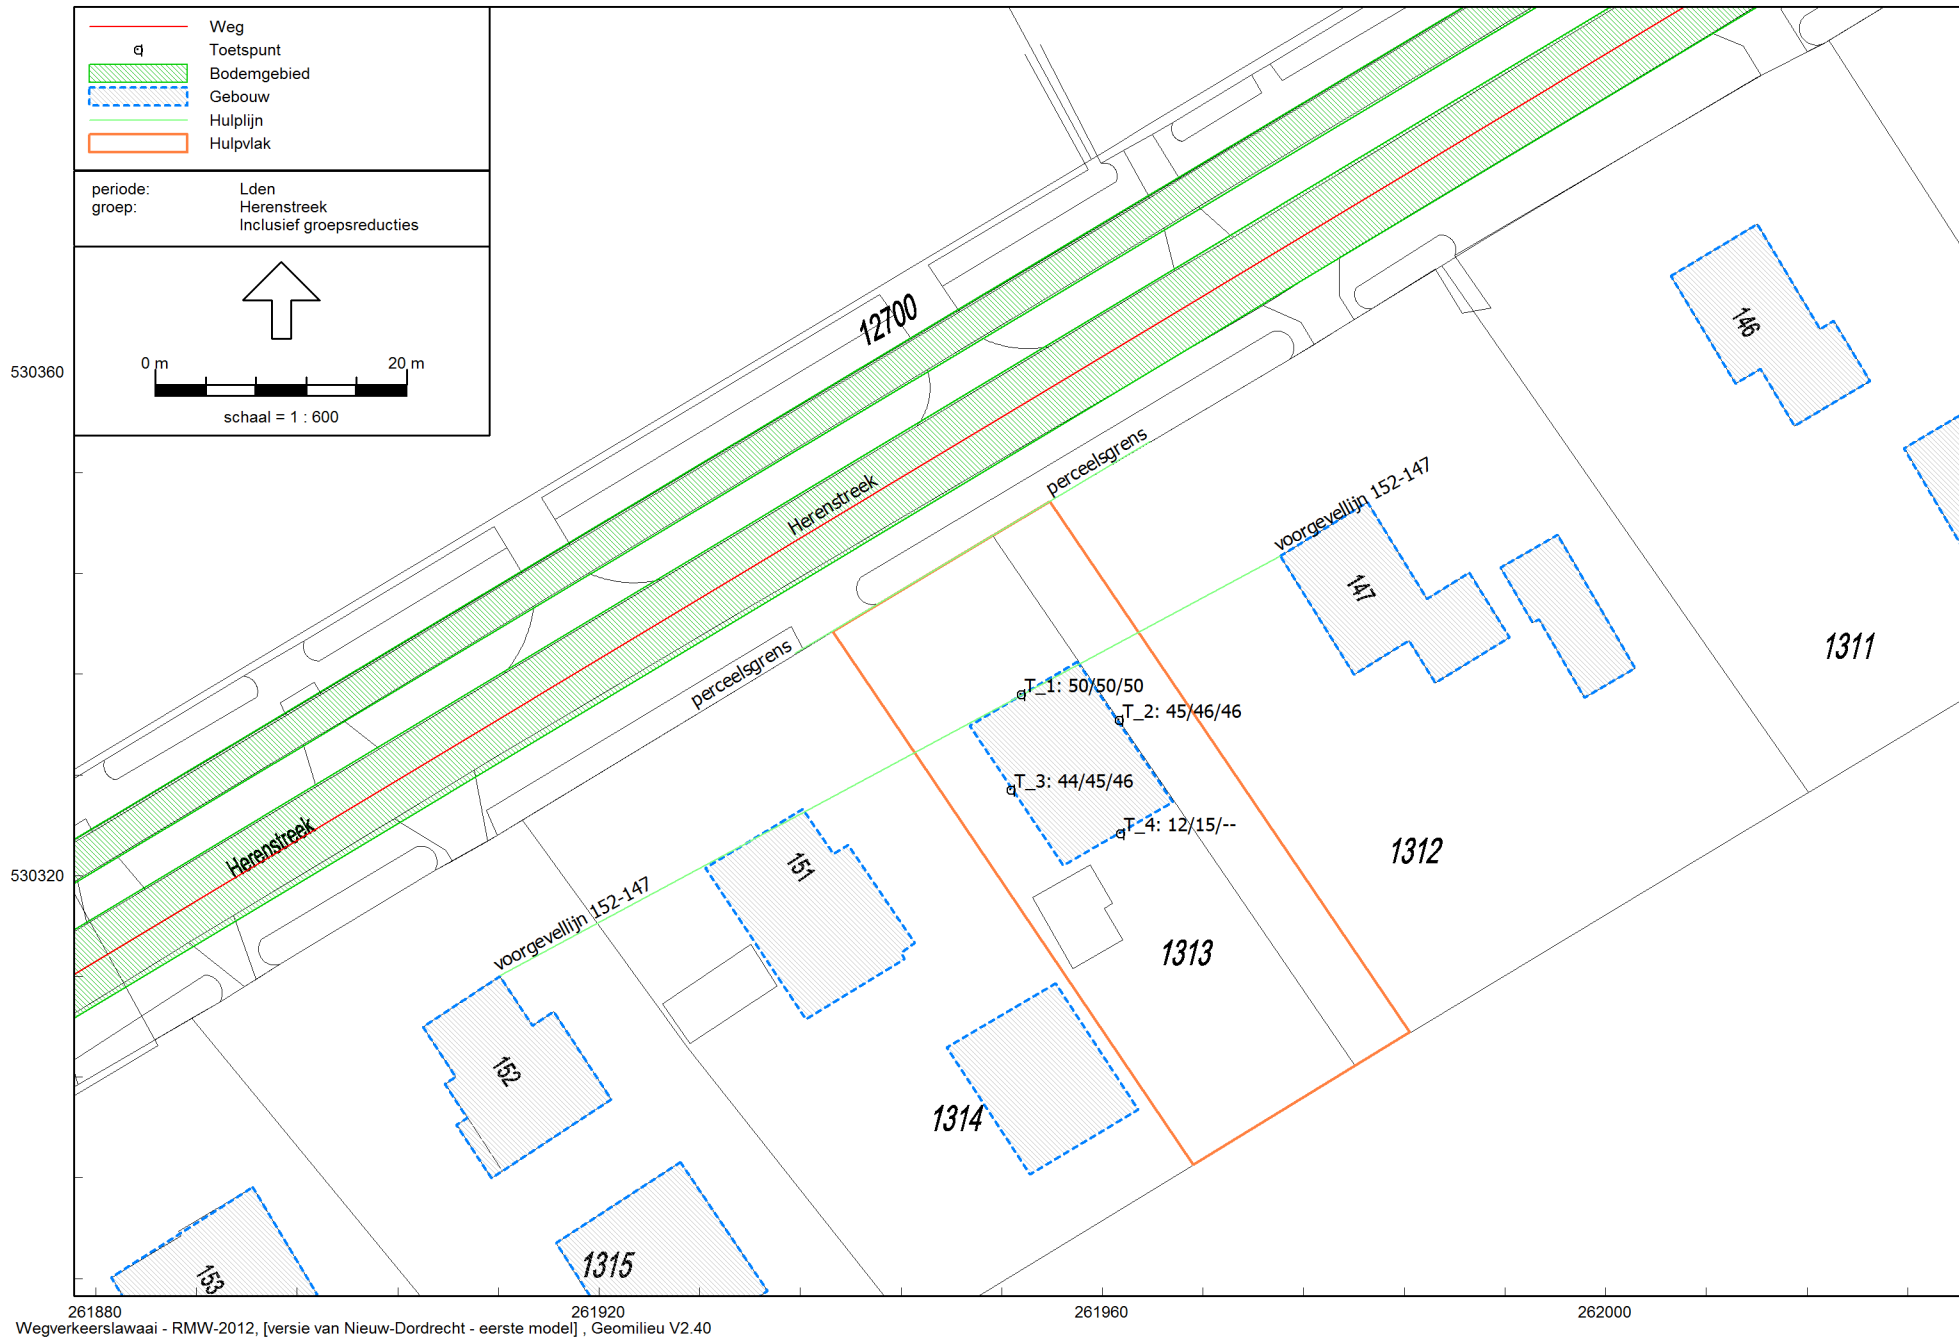 Weg
Toetspunt
Bodemgebied
Gebouw
Hulplijn
Hulpvlak
periode: Lden
groep: Herenstreek
Inclusief groepsreducties
0 m 20 m
schaal = 1 : 600
530360
530320
12700
Herenstreek
perceelsgrens
voorgevellijn 152-147
146
147
1311
perceelsgrens
T_1: 50/50/50
T_2: 45/46/46
T_3: 44/45/46
T_4: 12/15/--
Herenstreek
151
1312
voorgevellijn 152-147
1313
152
1314
1315
153
261880 261920 261960 262000
Wegverkeerslawaai - RMW-2012, [versie van Nieuw-Dordrecht - eerste model] , Geomilieu V2.40